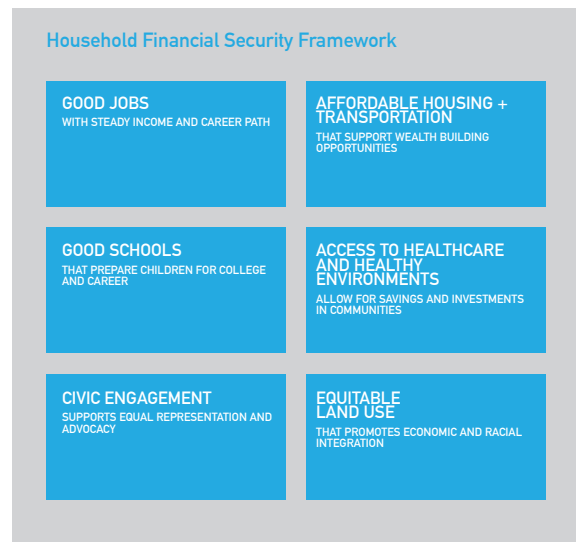 Household Financial Security Framework
GOOD JOBS
WITH STEADY INCOME AND CAREER PATH
AFFORDABLE HOUSING +
TRANSPORTATION
THAT SUPPORT WEALTH BUILDING
OPPORTUNITIES
GOOD SCHOOLS
THAT PREPARE CHILDREN FOR COLLEGE
AND CAREER
ACCESS TO HEALTHCARE
AND HEALTHY
ENVIRONMENTS
ALLOW FOR SAVINGS AND INVESTMENTS
IN COMMUNITIES
CIVIC ENGAGEMENT
SUPPORTS EQUAL REPRESENTATION AND
ADVOCACY
EQUITABLE
LAND USE
THAT PROMOTES ECONOMIC AND RACIAL
INTEGRATION